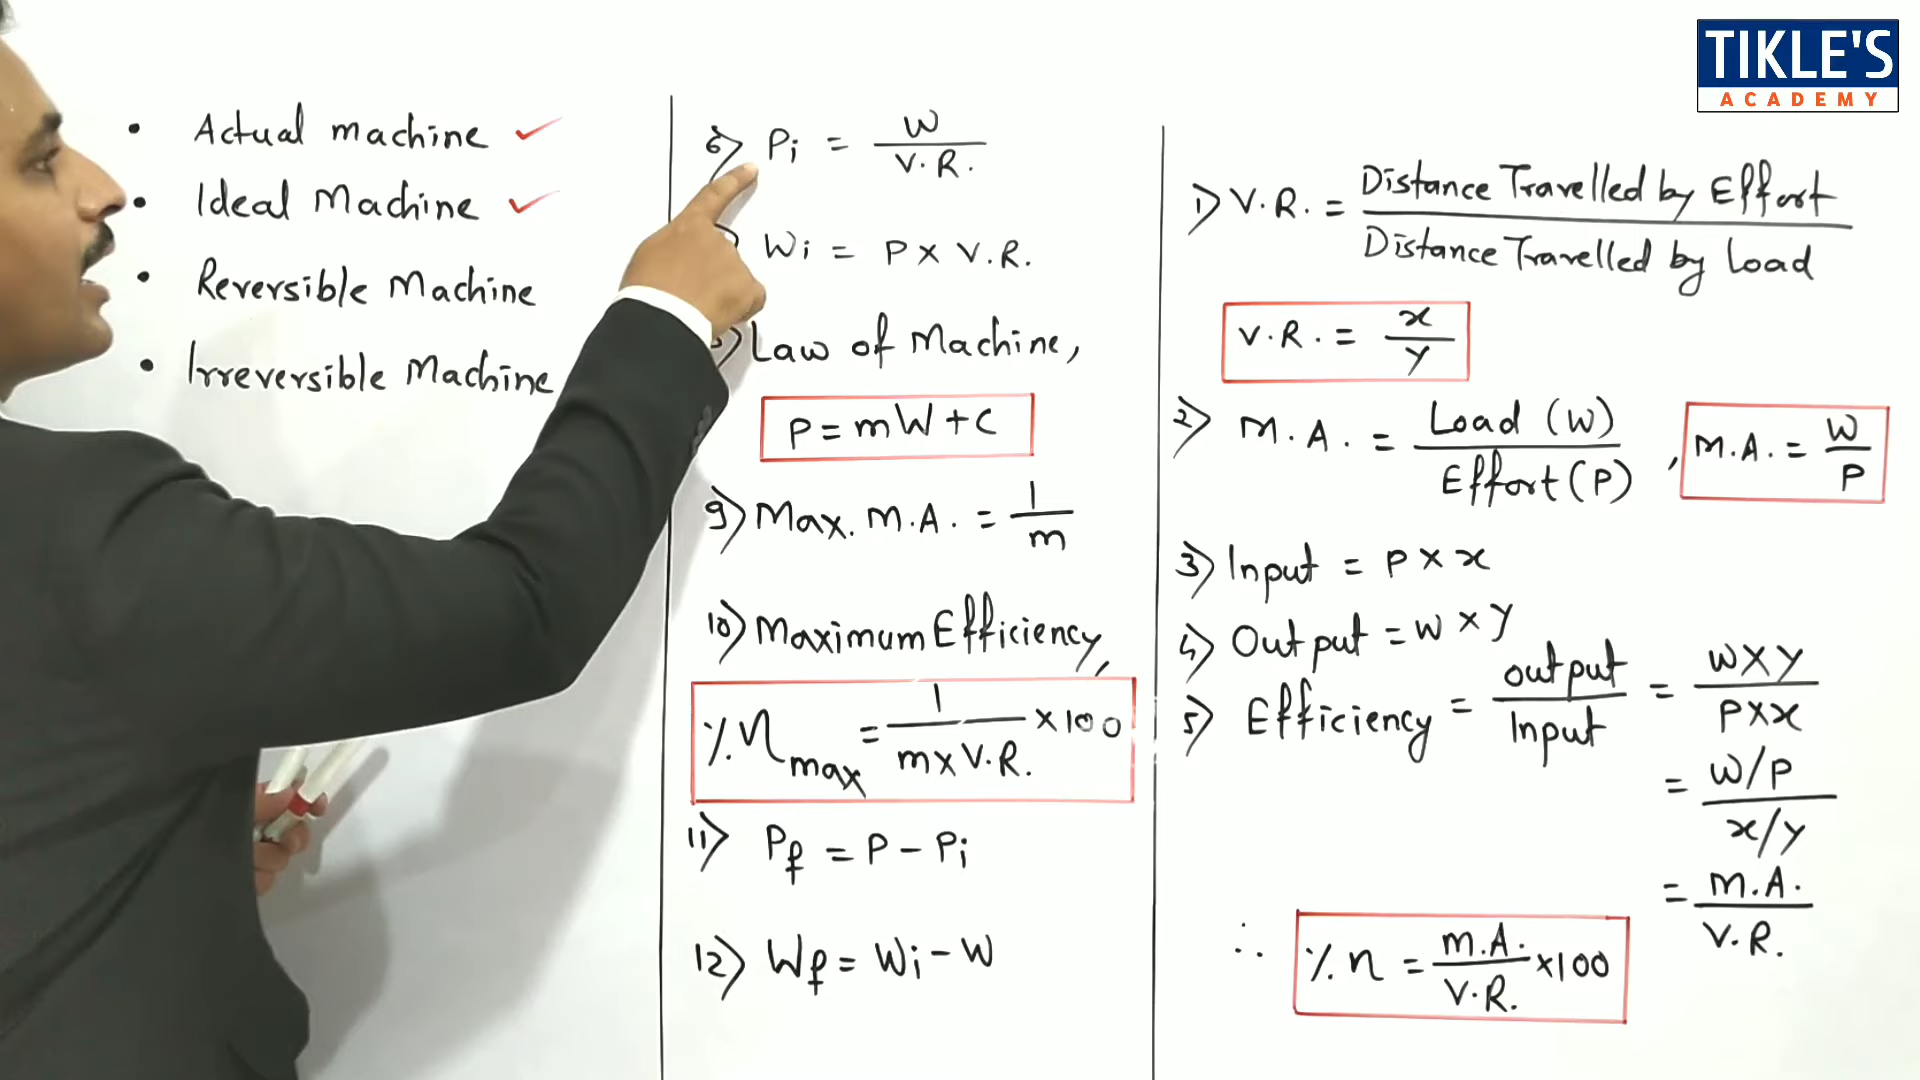 TIKLE'S
ACADEMY
• Actual machine ✓
• Ideal Machine ✓
• Reversible Machine
• Irreversible Machine
6) Pi = W / V.R.
) Wi = P × V.R.
) Law of Machine,
P = mW + C
9) Max. M.A. = 1 / m
10) Maximum Efficiency,
% η max = 1 / m × V.R. × 100
11) Pf = P - Pi
12) Wf = Wi - W
1) V.R. = Distance Travelled by Effort / Distance Travelled by Load
V.R. = x / y
2) M.A. = Load (W) / Effort (P) , M.A. = W / P
3) Input = P × x
4) Output = W × y
5) Efficiency = output / Input = W × y / P × x
= W/P / x/y
= M.A. / V.R.
∴ % η = M.A. / V.R. × 100